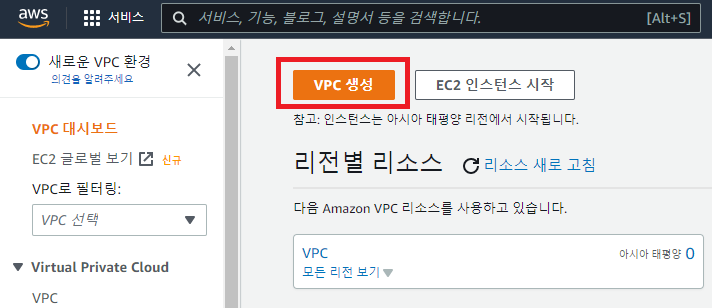 aws
서비스
서비스, 기능, 블로그, 설명서 등을 검색합니다.
[Alt+S]
새로운 VPC 환경
의견을 알려주세요
VPC 대시보드
EC2 글로벌 보기
신규
VPC로 필터링:
VPC 선택
Virtual Private Cloud
VPC
VPC 생성
EC2 인스턴스 시작
참고: 인스턴스는 아시아 태평양 리전에서 시작됩니다.
리전별 리소스
리소스 새로 고침
다음 Amazon VPC 리소스를 사용하고 있습니다.
VPC
아시아 태평양 0
모든 리전 보기